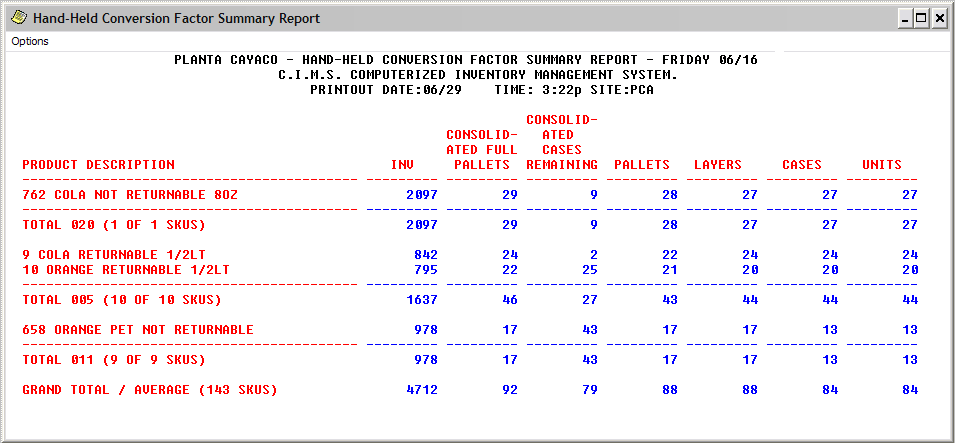 Hand-Held Conversion Factor Summary Report
Options
PLANTA CAYACO - HAND-HELD CONVERSION FACTOR SUMMARY REPORT - FRIDAY 06/16
C.I.M.S. COMPUTERIZED INVENTORY MANAGEMENT SYSTEM.
PRINTOUT DATE:06/29 TIME: 3:22p SITE:PCA
CONSOLID-
CONSOLID- ATED
ATED FULL CASES
PRODUCT DESCRIPTION INV PALLETS REMAINING PALLETS LAYERS CASES UNITS
762 COLA NOT RETURNABLE 8OZ 2097 29 9 28 27 27 27
TOTAL 020 (1 OF 1 SKUS) 2097 29 9 28 27 27 27
9 COLA RETURNABLE 1/2LT 842 24 2 22 24 24 24
10 ORANGE RETURNABLE 1/2LT 795 22 25 21 20 20 20
TOTAL 005 (10 OF 10 SKUS) 1637 46 27 43 44 44 44
658 ORANGE PET NOT RETURNABLE 978 17 43 17 17 13 13
TOTAL 011 (9 OF 9 SKUS) 978 17 43 17 17 13 13
GRAND TOTAL / AVERAGE (143 SKUS) 4712 92 79 88 88 84 84